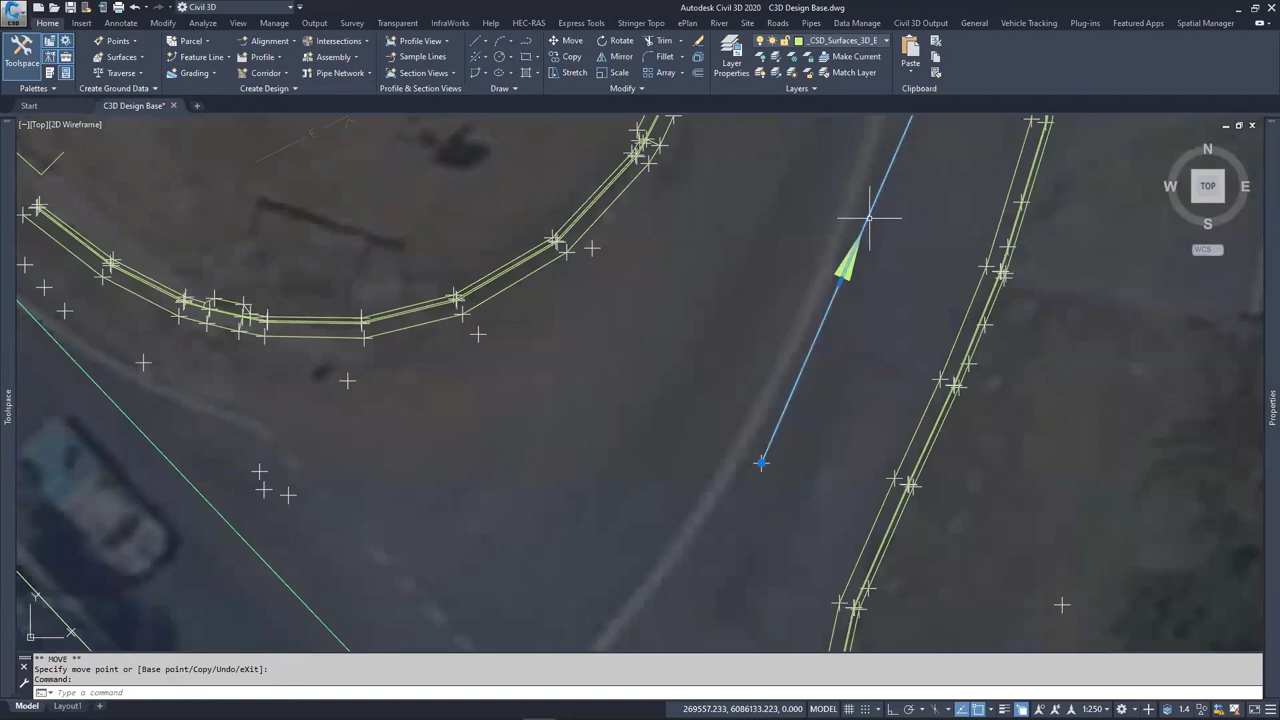 C3D
Civil 3D
Autodesk Civil 3D 2020 C3D Design Base.dwg
Home Insert Annotate Modify Analyze View Manage Output Survey Transparent InfraWorks Help HEC-RAS Express Tools Stringer Topo ePlan River Site Roads Pipes Data Manager Civil 3D Output General Vehicle Tracking Plug-ins Featured Apps Spatial Manager
Toolspace
Points
Surfaces
Traverse
Parcel
Feature Line
Grading
Alignment
Profile
Corridor
Intersections
Assembly
Pipe Network
Profile View
Sample Lines
Section Views
Move
Copy
Stretch
Rotate
Mirror
Scale
Trim
Fillet
Array
Layer
Properties
_CSD_Surfaces_3D_E
Make Current
Match Layer
Paste
Palettes
Create Ground Data
Create Design
Profile & Section Views
Draw
Modify
Layers
Clipboard
Start C3D Design Base*
[−][Top][2D Wireframe]
E
N
W TOP E
S
WCS
Toolspace
Properties
Y
X
** MOVE **
Specify move point or [Base point/Copy/Undo/eXit]:
Command:
Type a command
Model Layout1
269557.233, 6086133.223, 0.000 MODEL 1:250 1.4